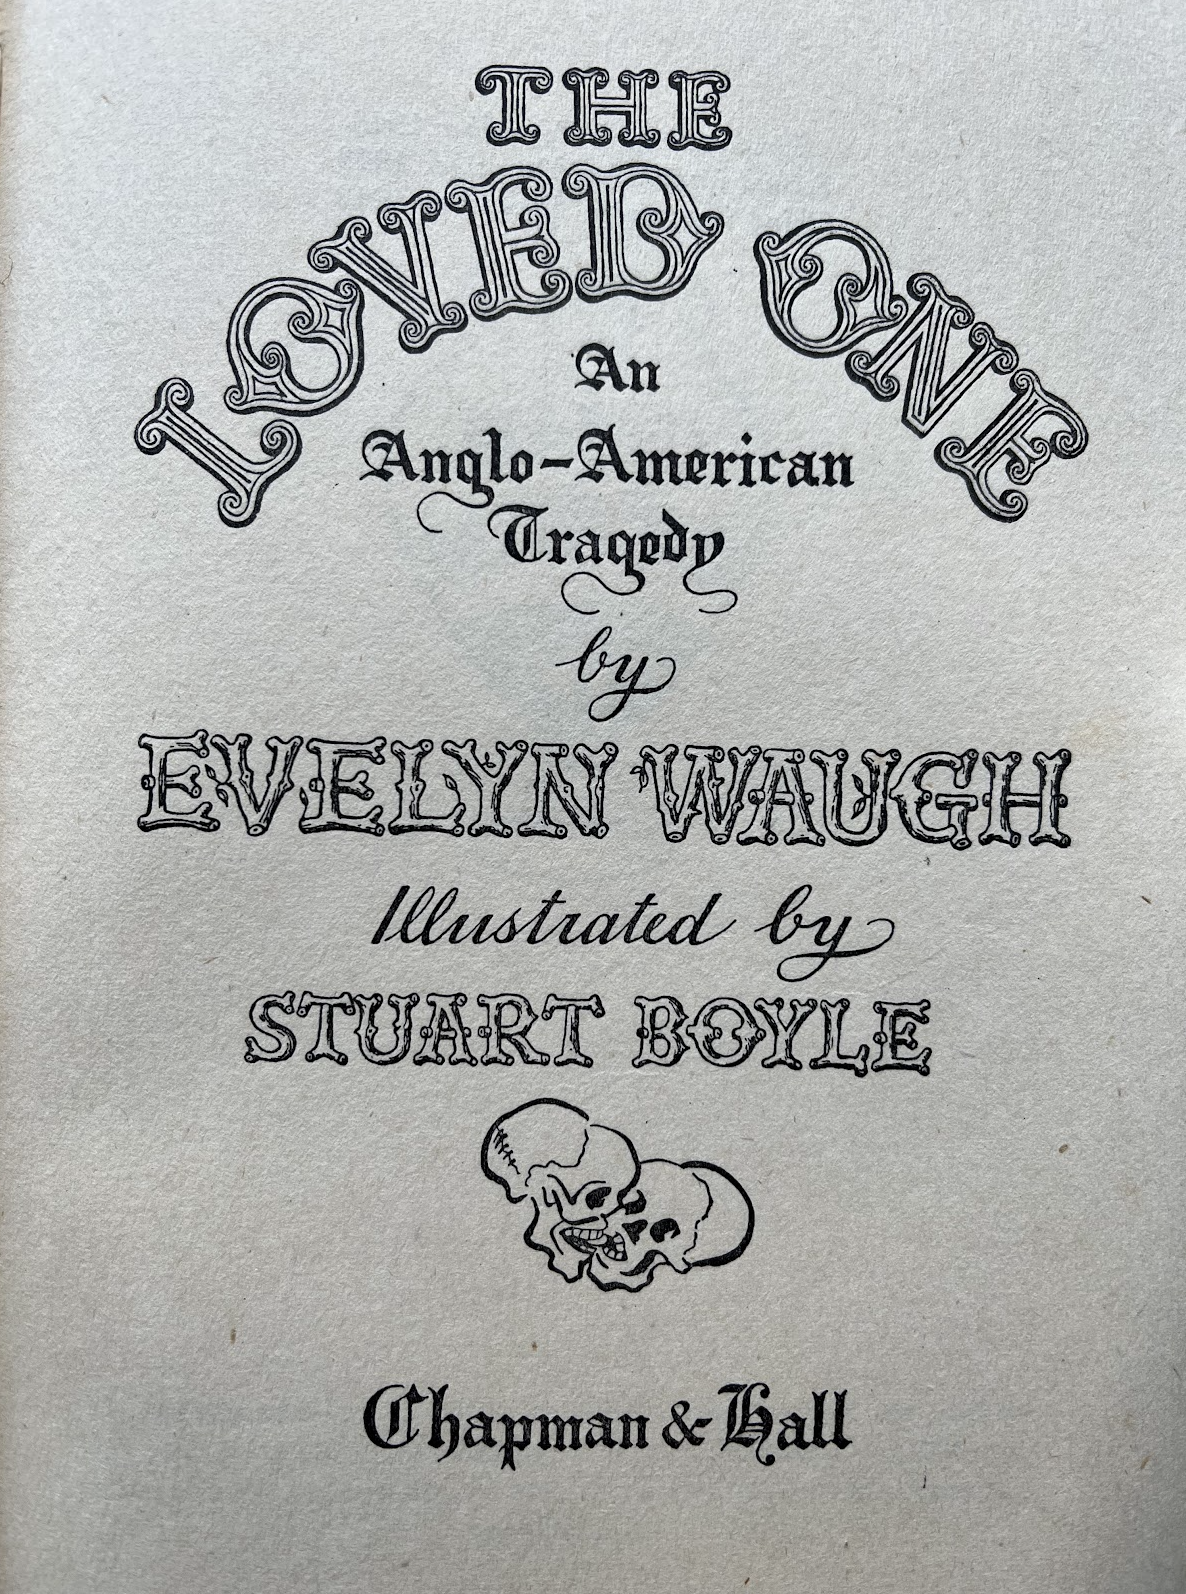 THE
LOVED ONE
An
Anglo-American
Tragedy
by
EVELYN WAUGH
Illustrated by
STUART BOYLE
Chapman & Hall